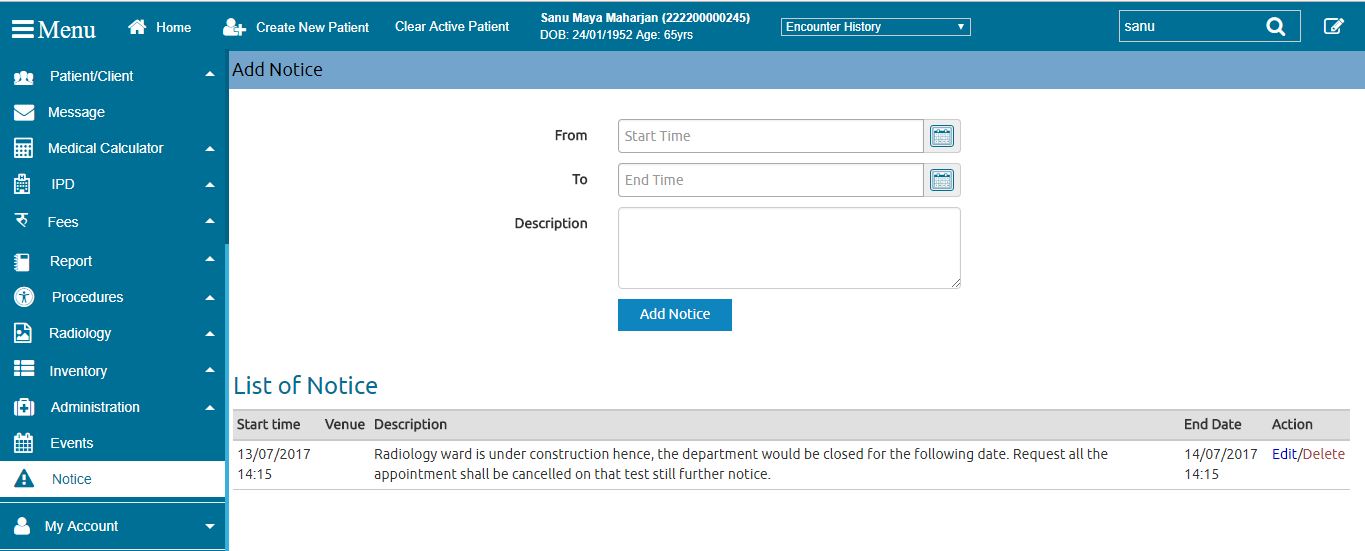 Menu
Home
Create New Patient
Clear Active Patient
Sanu Maya Maharjan (222200000245)
DOB: 24/01/1952 Age: 65yrs
Encounter History
sanu
Patient/Client
Message
Medical Calculator
IPD
Fees
Report
Procedures
Radiology
Inventory
Administration
Events
Notice
My Account
Add Notice
From
Start Time
To
End Time
Description
Add Notice
List of Notice
Start time Venue Description End Date Action
13/07/2017 Radiology ward is under construction hence, the department would be closed for the following date. Request all the 14/07/2017 Edit/Delete
14:15 appointment shall be cancelled on that test still further notice. 14:15